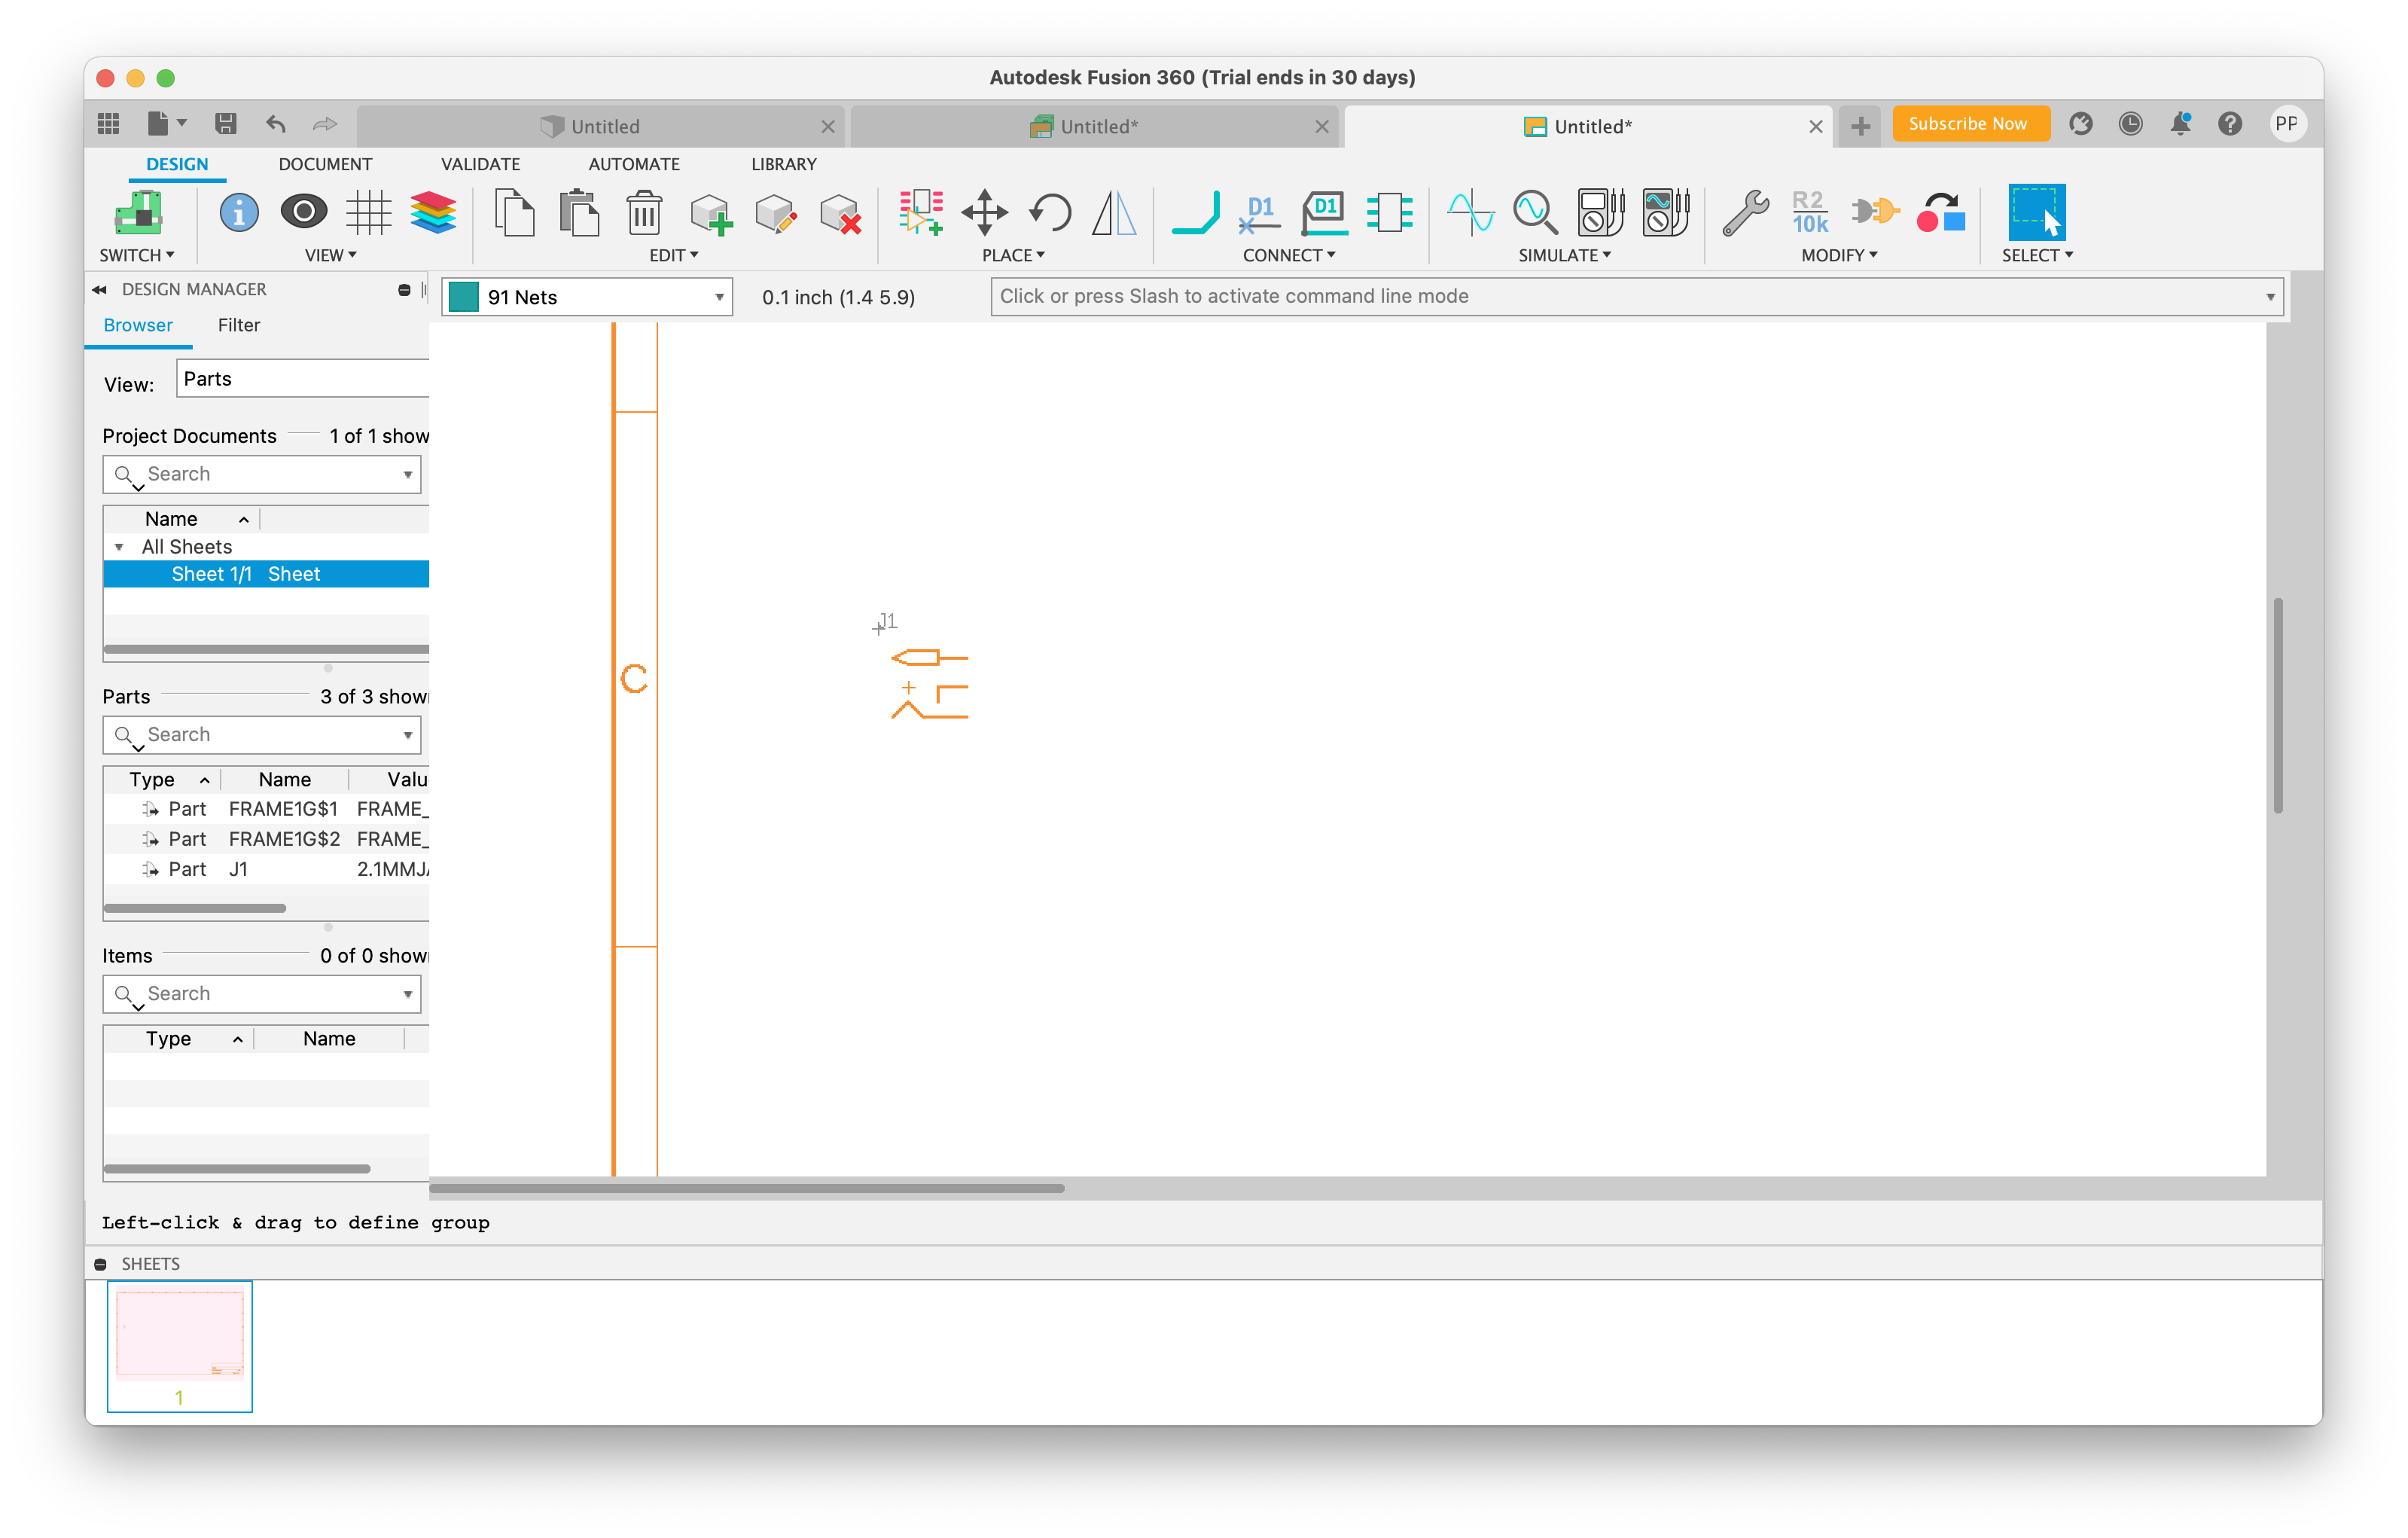 Autodesk Fusion 360 (Trial ends in 30 days)
Untitled
Untitled*
Untitled*
Subscribe Now
PP
DESIGN
DOCUMENT
VALIDATE
AUTOMATE
LIBRARY
D1
D1
R2
10k
SWITCH
VIEW
EDIT
PLACE
CONNECT
SIMULATE
MODIFY
SELECT
DESIGN MANAGER
91 Nets
0.1 inch (1.4 5.9)
Click or press Slash to activate command line mode
Browser
Filter
View:
Parts
Project Documents
1 of 1 show
Search
Name
All Sheets
Sheet 1/1 Sheet
Parts
3 of 3 show
Search
Type Name Valu
Part FRAME1G$1 FRAME_
Part FRAME1G$2 FRAME_
Part J1 2.1MMJ
Items
0 of 0 show
Search
Type Name
J1
C
Left-click & drag to define group
SHEETS
1